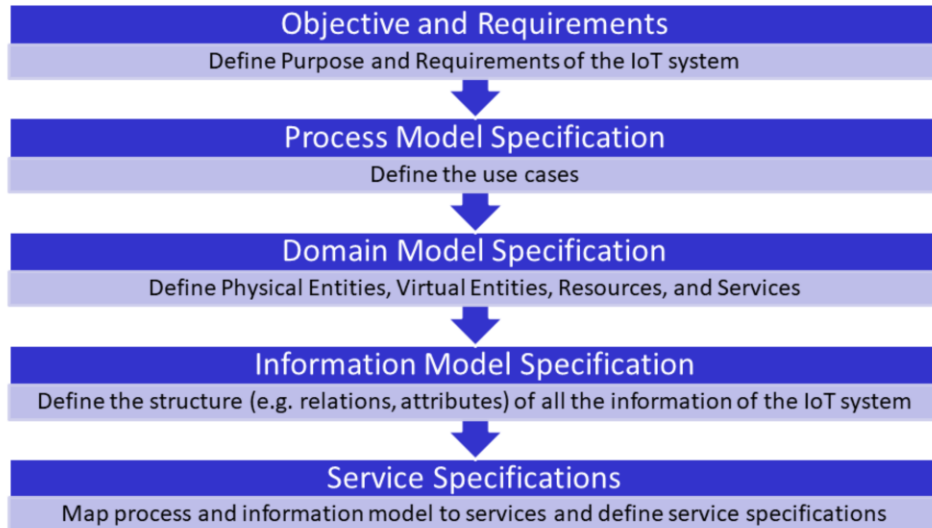 Objective and Requirements
Define Purpose and Requirements of the IoT system
Process Model Specification
Define the use cases
Domain Model Specification
Define Physical Entities, Virtual Entities, Resources, and Services
Information Model Specification
Define the structure (e.g. relations, attributes) of all the information of the IoT system
Service Specifications
Map process and information model to services and define service specifications